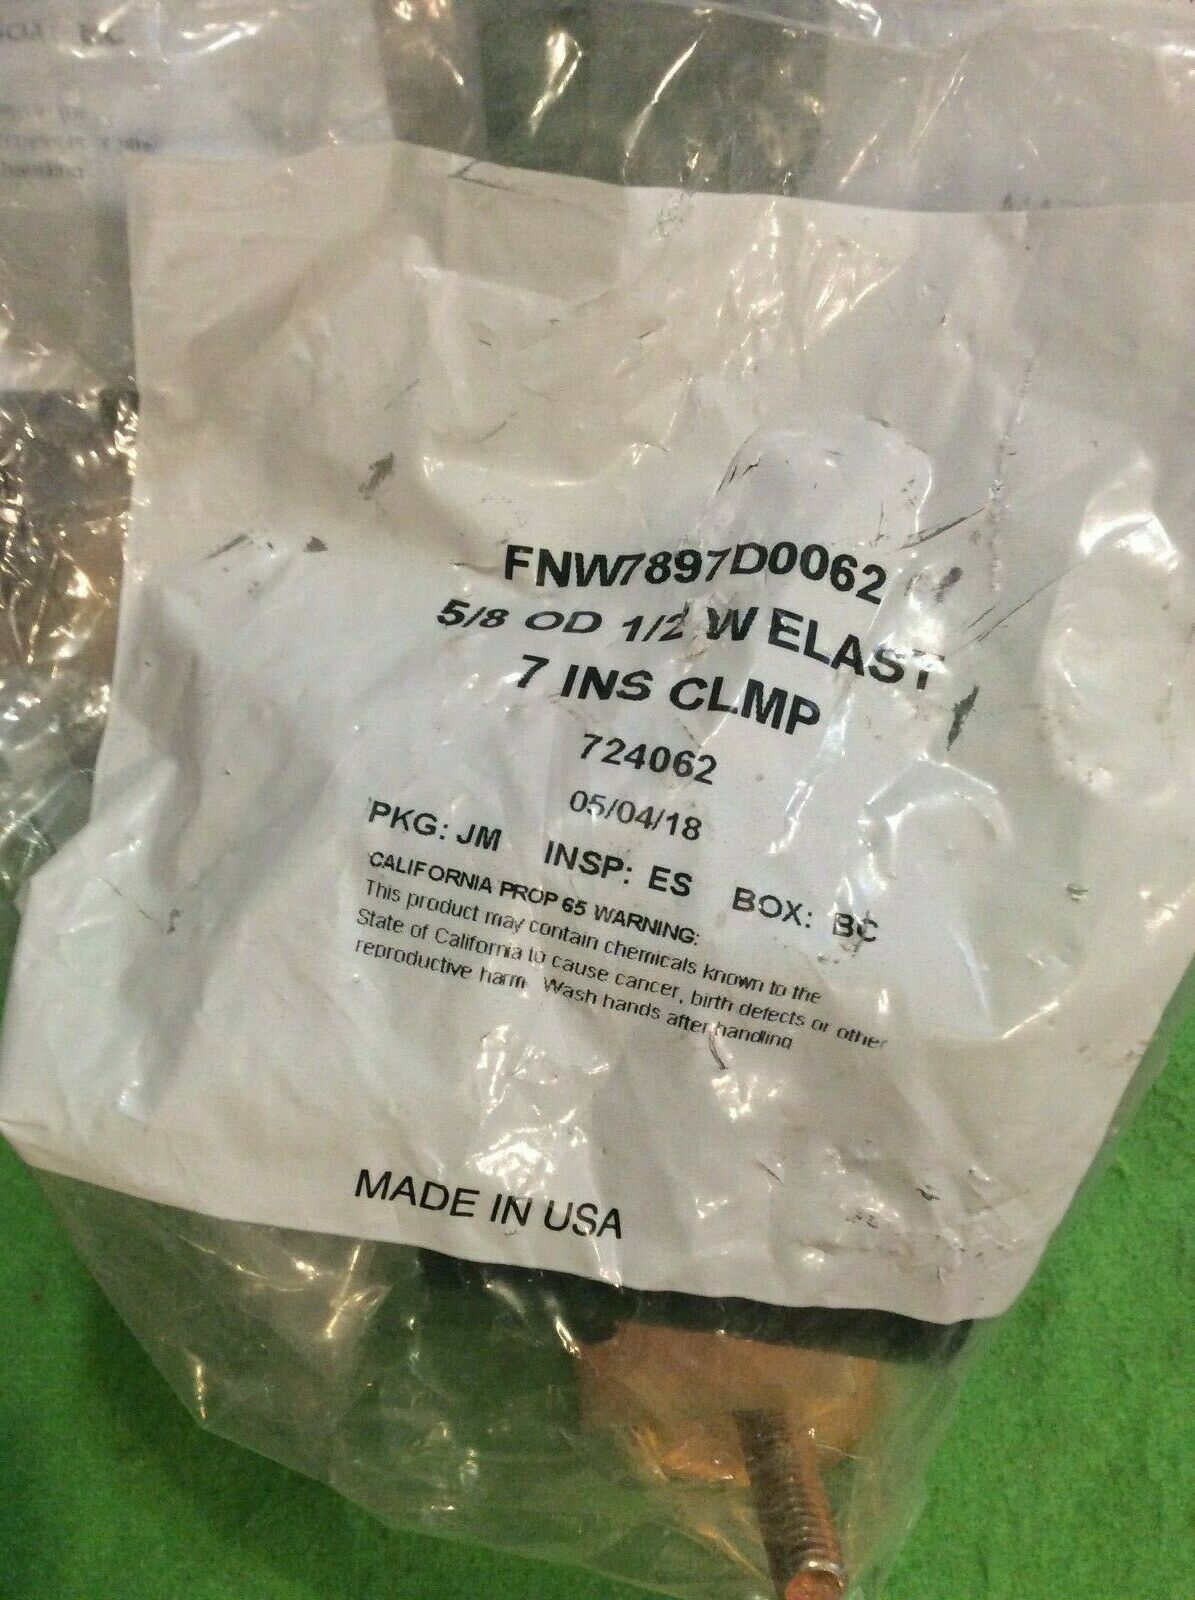 FNW7897D0062
5/8 OD 1/2 W ELAST
7 INS CLMP
724062
05/04/18
PKG: JM INSP: ES BOX: BC
CALIFORNIA PROP 65 WARNING:
This product may contain chemicals known to the
State of California to cause cancer, birth defects or other
reproductive harm. Wash hands after handling
MADE IN USA